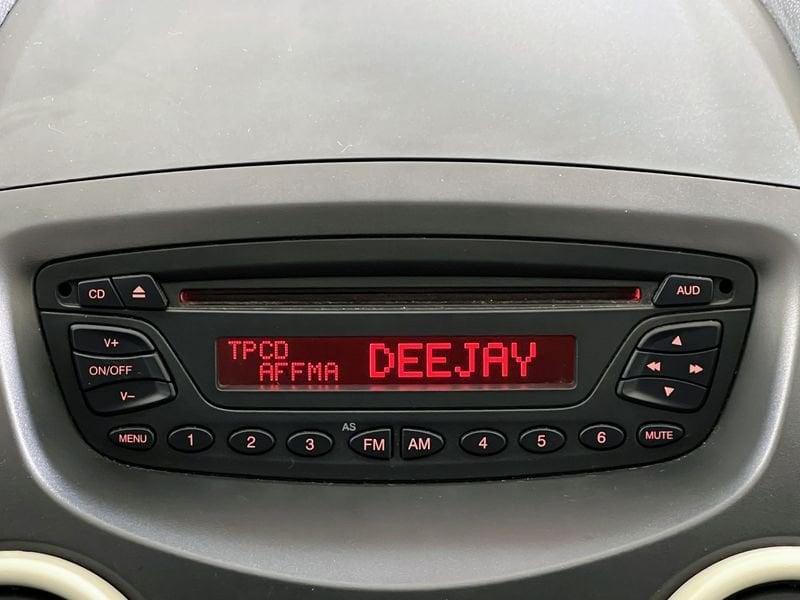 CD AUD
V+
ON/OFF
V−
TPCD
AFFMA
DEEJAY
AS
MENU 1 2 3 FM AM 4 5 6 MUTE